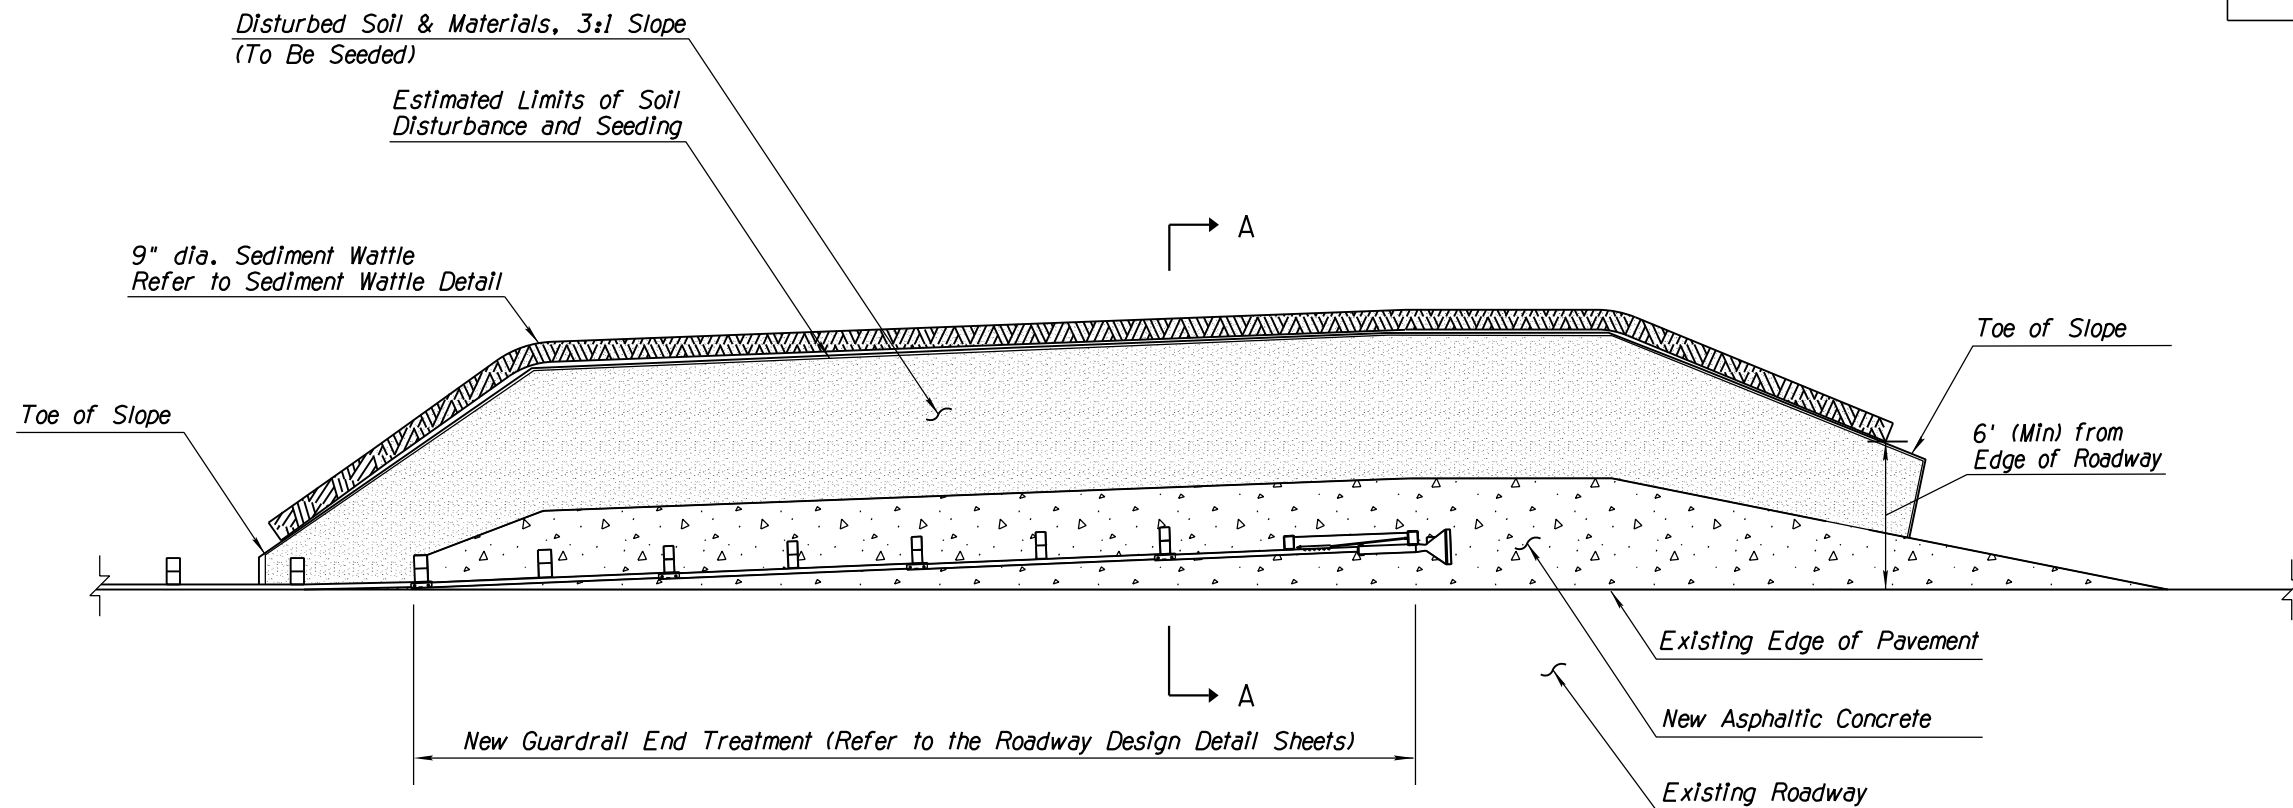 Disturbed Soil & Materials, 3:1 Slope
(To Be Seeded)
Estimated Limits of Soil
Disturbance and Seeding
A
9" dia. Sediment Wattle
Refer to Sediment Wattle Detail
Toe of Slope
Toe of Slope
6' (Min) from
Edge of Roadway
Existing Edge of Pavement
A
New Asphaltic Concrete
New Guardrail End Treatment (Refer to the Roadway Design Detail Sheets)
Existing Roadway